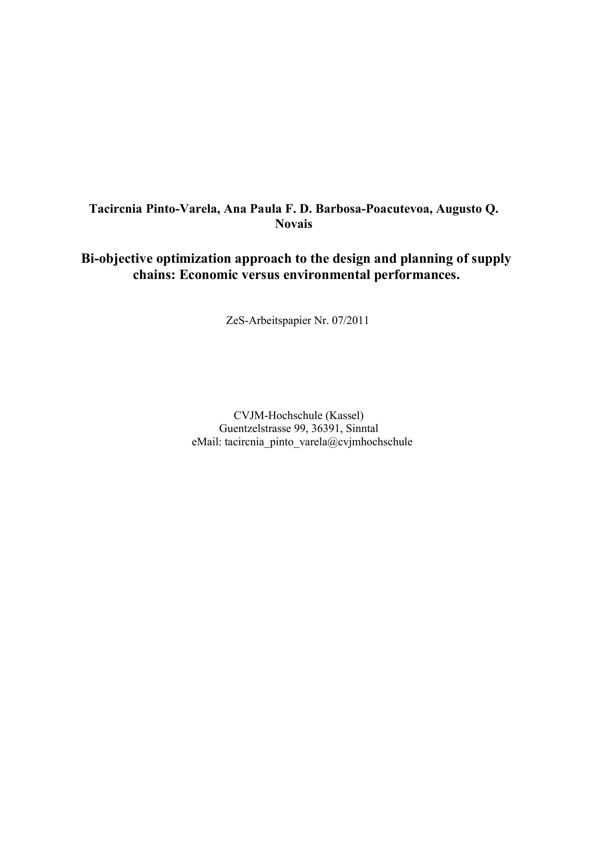 Tacircnia Pinto-Varela, Ana Paula F. D. Barbosa-Poacutevoa, Augusto Q.
Novais
Bi-objective optimization approach to the design and planning of supply
chains: Economic versus environmental performances.
ZeS-Arbeitspapier Nr. 07/2011
CVJM-Hochschule (Kassel)
Guentzelstrasse 99, 36391, Sinntal
eMail: tacircnia_pinto_varela@cvjmhochschule